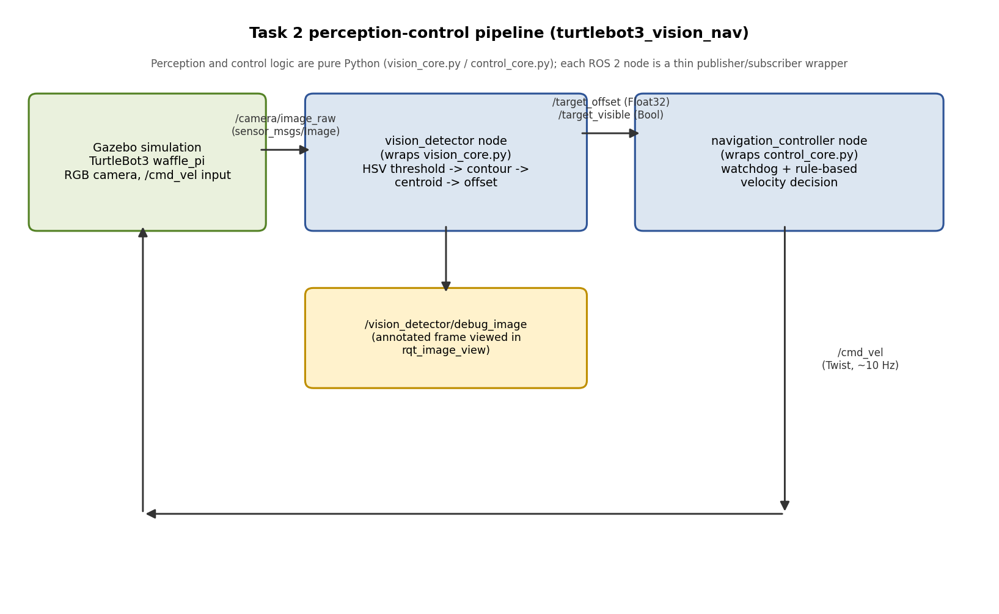 Task 2 perception-control pipeline (turtlebot3_vision_nav)
Perception and control logic are pure Python (vision_core.py / control_core.py); each ROS 2 node is a thin publisher/subscriber wrapper
Gazebo simulation
TurtleBot3 waffle_pi
RGB camera, /cmd_vel input
/camera/image_raw
(sensor_msgs/Image)
vision_detector node
(wraps vision_core.py)
HSV threshold -> contour ->
centroid -> offset
/target_offset (Float32)
/target_visible (Bool)
navigation_controller node
(wraps control_core.py)
watchdog + rule-based
velocity decision
/vision_detector/debug_image
(annotated frame viewed in
rqt_image_view)
/cmd_vel
(Twist, ~10 Hz)